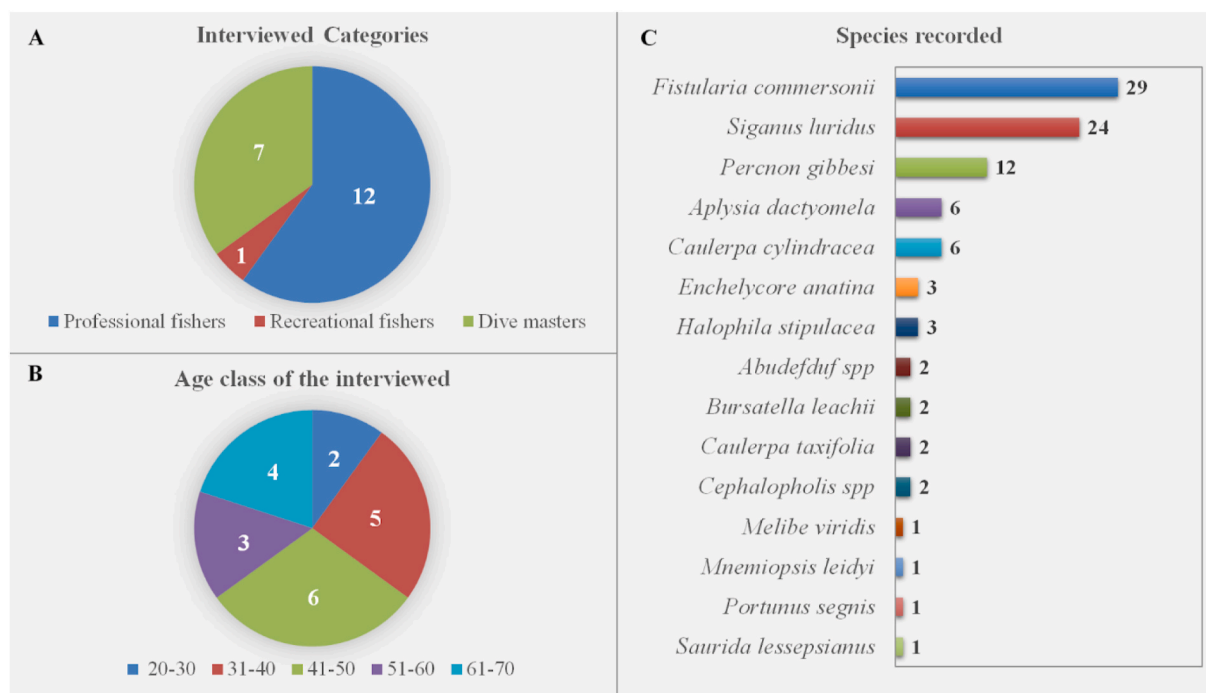 A
Interviewed Categories
7
12
1
Professional fishers Recreational fishers Dive masters
B
Age class of the interviewed
2
4
5
3
6
20-30 31-40 41-50 51-60 61-70
C
Species recorded
Fistularia commersonii 29
Siganus luridus 24
Percnon gibbesi 12
Aplysia dactyomela 6
Caulerpa cylindracea 6
Enchelycore anatina 3
Halophila stipulacea 3
Abudefduf spp 2
Bursatella leachii 2
Caulerpa taxifolia 2
Cephalopholis spp 2
Melibe viridis 1
Mnemiopsis leidyi 1
Portunus segnis 1
Saurida lessepsianus 1